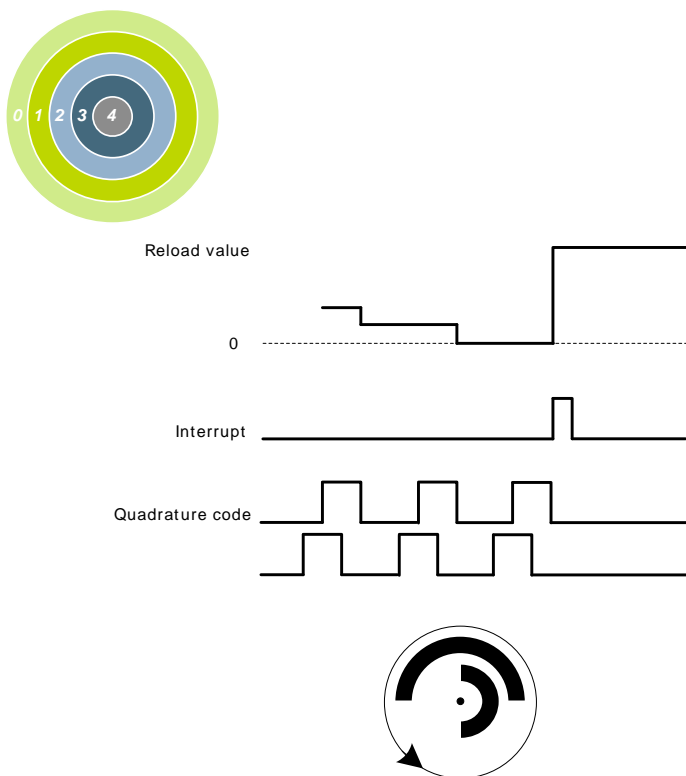 0 1 2 3 4
Reload value
0
Interrupt
Quadrature code